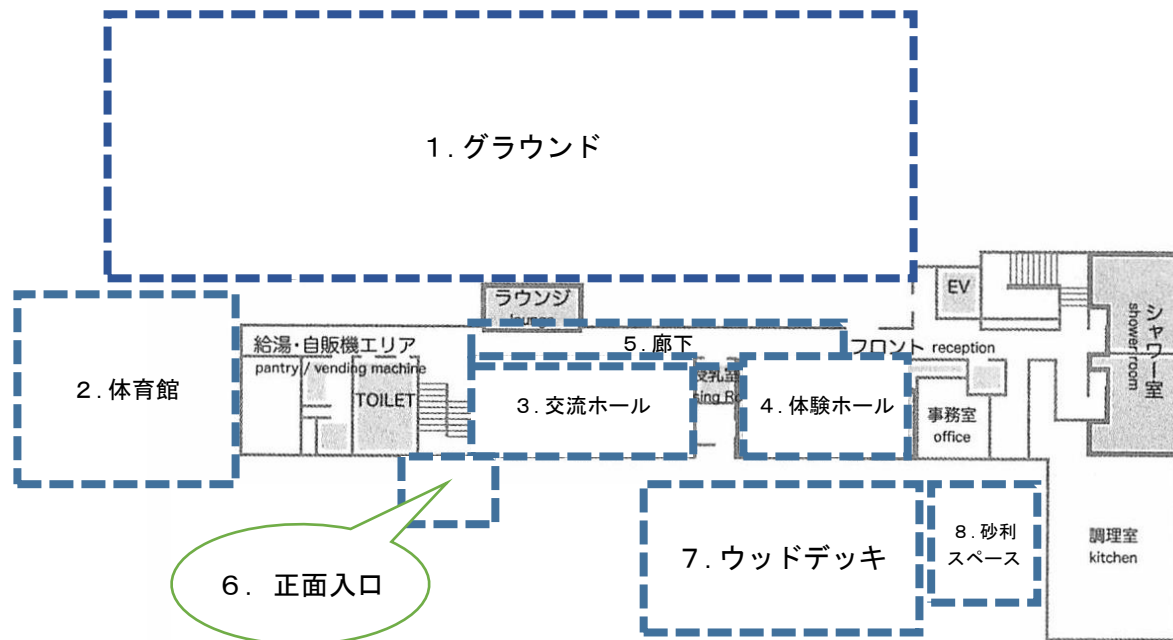 １.グラウンド
EV
ラウンジ
シャワー室
shower room
５.廊下
給湯・自販機エリア
pantry / vending machine
フロント reception
２.体育館
TOILET
３.交流ホール
４.体験ホール
事務室
office
８.砂利
スペース
７.ウッドデッキ
調理室
kitchen
６. 正面入口